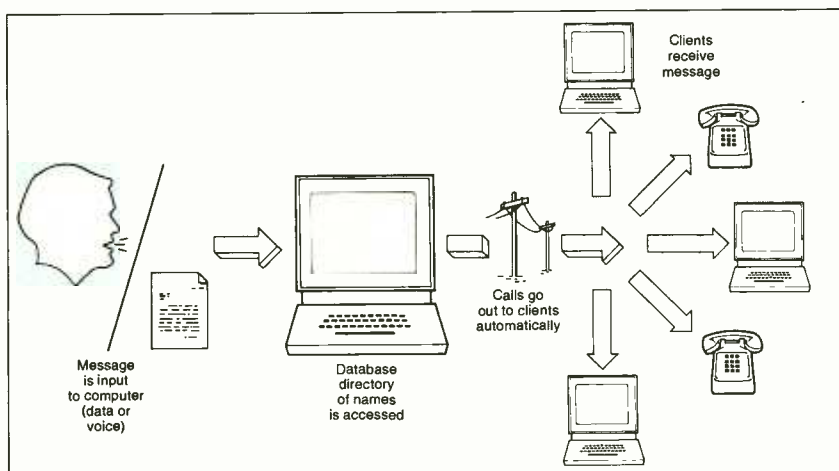 Message
is input
to computer
(data or
voice)
Database
directory
of names
is accessed
Calls go
out to clients
automatically
Clients
receive
message